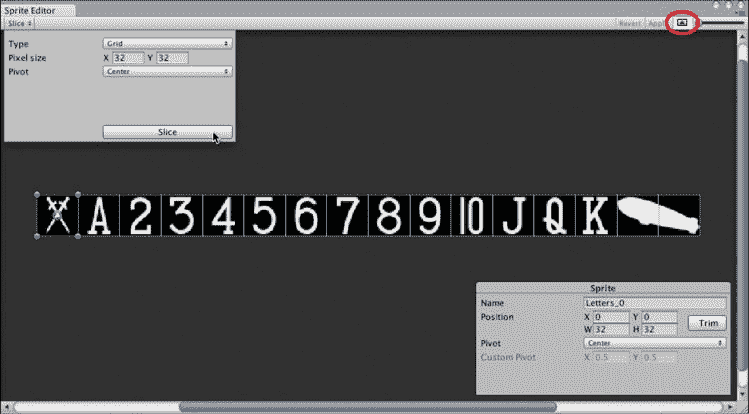 Sprite Editor
Slice Revert Apply
Type Grid
Pixel size X 32 Y 32
Pivot Center
Slice
A 2 3 4 5 6 7 8 9 10 J Q K
Sprite
Name Letters_0
Position X 0 Y 0
W 32 H 32
Trim
Pivot Center
Custom Pivot X 0.5 Y 0.5